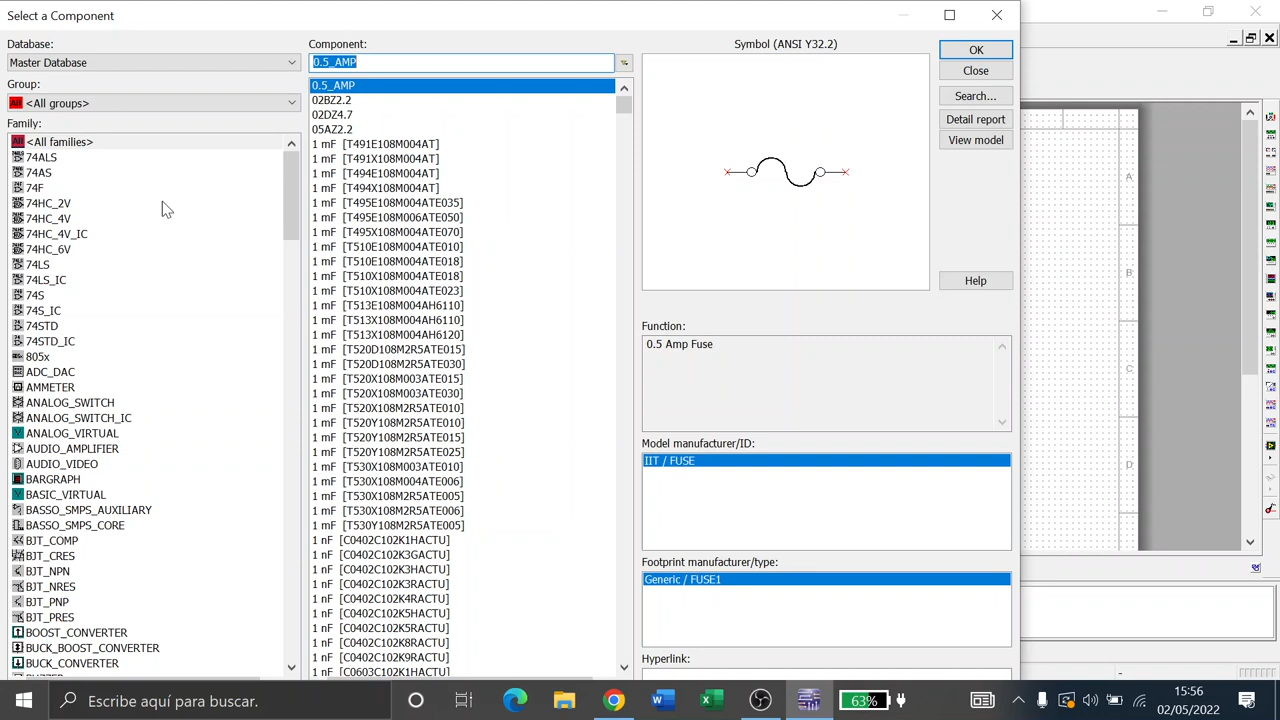 Select a Component
Database:
Master Database
Group:
All <All groups>
Family:
All <All families>
74ALS
74AS
74F
74HC_2V
74HC_4V
74HC_4V_IC
74HC_6V
74LS
74LS_IC
74S
74S_IC
74STD
74STD_IC
805x
ADC_DAC
AMMETER
ANALOG_SWITCH
ANALOG_SWITCH_IC
ANALOG_VIRTUAL
AUDIO_AMPLIFIER
AUDIO_VIDEO
BARGRAPH
BASIC_VIRTUAL
BASSO_SMPS_AUXILIARY
BASSO_SMPS_CORE
BJT_COMP
BJT_CRES
BJT_NPN
BJT_NRES
BJT_PNP
BJT_PRES
BOOST_CONVERTER
BUCK_BOOST_CONVERTER
BUCK_CONVERTER
Component:
0.5_AMP
0.5_AMP
02BZ2.2
02DZ4.7
05AZ2.2
1 mF [T491E108M004AT]
1 mF [T491X108M004AT]
1 mF [T494E108M004AT]
1 mF [T494X108M004AT]
1 mF [T495E108M004ATE035]
1 mF [T495E108M006ATE050]
1 mF [T495X108M006ATE070]
1 mF [T510E108M004ATE010]
1 mF [T510E108M004ATE018]
1 mF [T510X108M004ATE018]
1 mF [T510X108M004ATE023]
1 mF [T513E108M004AH6110]
1 mF [T513X108M004AH6110]
1 mF [T513X108M004AH6120]
1 mF [T520D108M2R5ATE015]
1 mF [T520D108M2R5ATE030]
1 mF [T520X108M003ATE015]
1 mF [T520X108M003ATE030]
1 mF [T520X108M2R5ATE010]
1 mF [T520Y108M2R5ATE010]
1 mF [T520Y108M2R5ATE015]
1 mF [T520Y108M2R5ATE025]
1 mF [T530X108M003ATE010]
1 mF [T530X108M004ATE006]
1 mF [T530X108M2R5ATE005]
1 mF [T530X108M2R5ATE006]
1 mF [T530Y108M2R5ATE005]
1 nF [C0402C102K1HACTU]
1 nF [C0402C102K3GACTU]
1 nF [C0402C102K3HACTU]
1 nF [C0402C102K3RACTU]
1 nF [C0402C102K4RACTU]
1 nF [C0402C102K5HACTU]
1 nF [C0402C102K5RACTU]
1 nF [C0402C102K8RACTU]
1 nF [C0402C102K9RACTU]
1 nF [C0603C102K1HACTU]
Symbol (ANSI Y32.2)
Function:
0.5 Amp Fuse
Model manufacturer/ID:
IIT / FUSE
Footprint manufacturer/type:
Generic / FUSE1
Hyperlink:
OK
Close
Search...
Detail report
View model
Help
A
B
C
D
Escribe aquí para buscar.
63%
15:56
02/05/2022